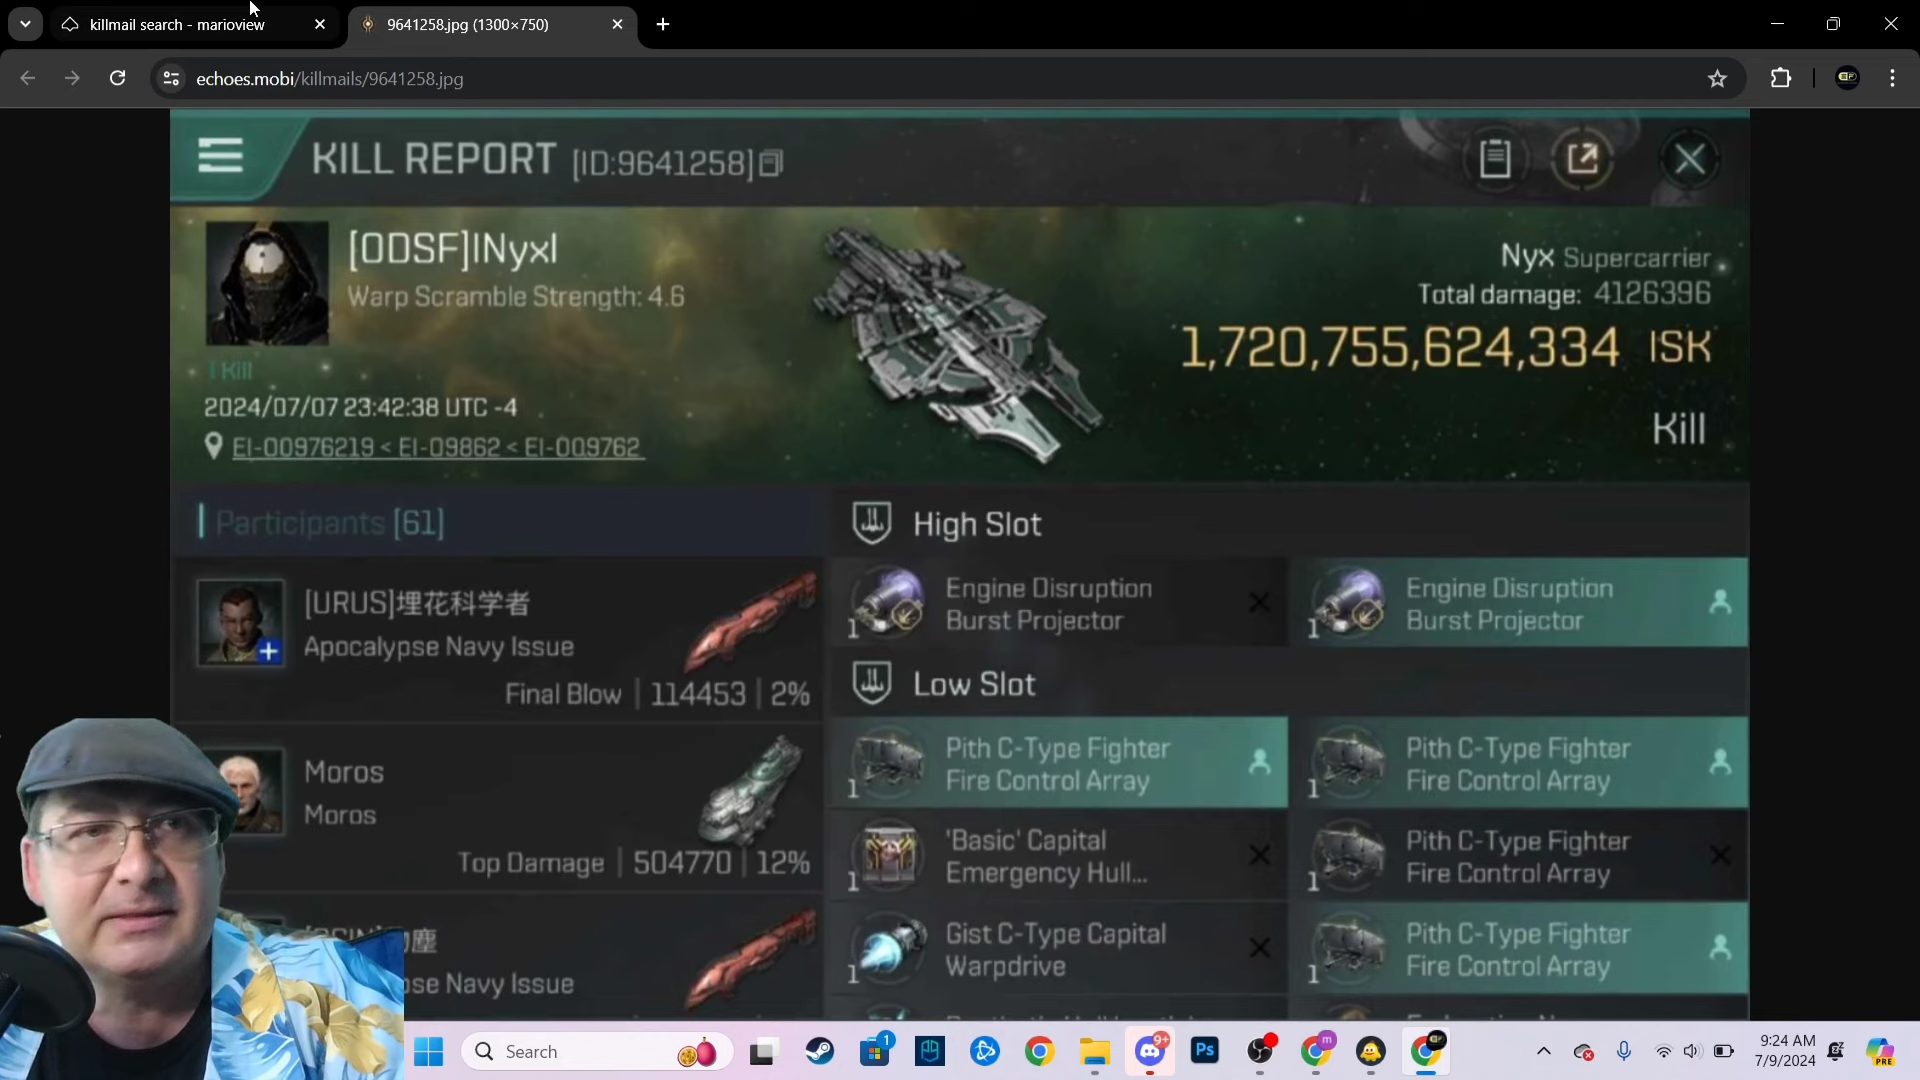 killmail search - marioview
9641258.jpg (1300×750)
echoes.mobi/killmails/9641258.jpg
KILL REPORT [ID:9641258]
[ODSF]lNyxl
Warp Scramble Strength: 4.6
1 Kill
2024/07/07 23:42:38 UTC -4
EI-00976219 < EI-09862 < EI-009762
Nyx Supercarrier
Total damage: 4126396
1,720,755,624,334 ISK
Kill
Participants [61]
[URUS]埋花科学者
Apocalypse Navy Issue
Final Blow | 114453 | 2%
Moros
Moros
Top Damage | 504770 | 12%
Navy Issue
High Slot
Engine Disruption
Burst Projector
1
Engine Disruption
Burst Projector
1
Low Slot
Pith C-Type Fighter
Fire Control Array
1
Pith C-Type Fighter
Fire Control Array
1
'Basic' Capital
Emergency Hull...
1
Pith C-Type Fighter
Fire Control Array
1
Gist C-Type Capital
Warpdrive
1
Pith C-Type Fighter
Fire Control Array
1
Search
1
9+
Ps
m
PRE
9:24 AM
7/9/2024